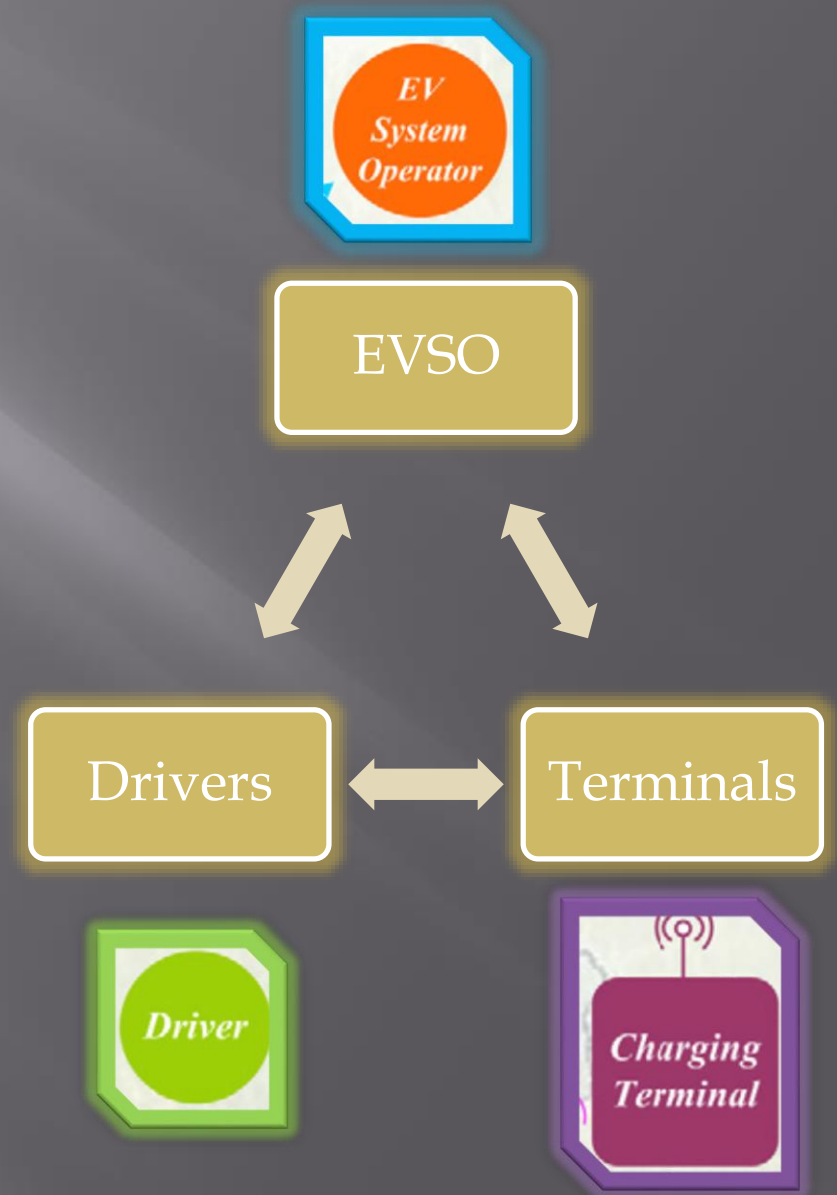 EV
System
Operator
EVSO
Drivers
Terminals
Driver
Charging
Terminal